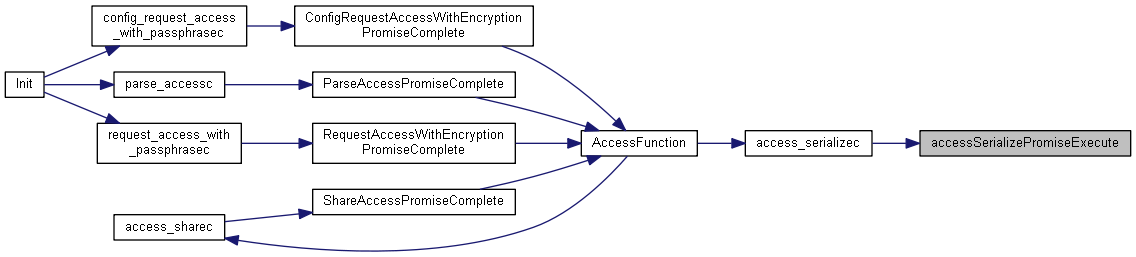 config_request_access
_with_passphrasec
ConfigRequestAccessWithEncryption
PromiseComplete
Init
parse_accessc
ParseAccessPromiseComplete
request_access_with
_passphrasec
RequestAccessWithEncryption
PromiseComplete
AccessFunction
access_serializec
accessSerializePromiseExecute
ShareAccessPromiseComplete
access_sharec